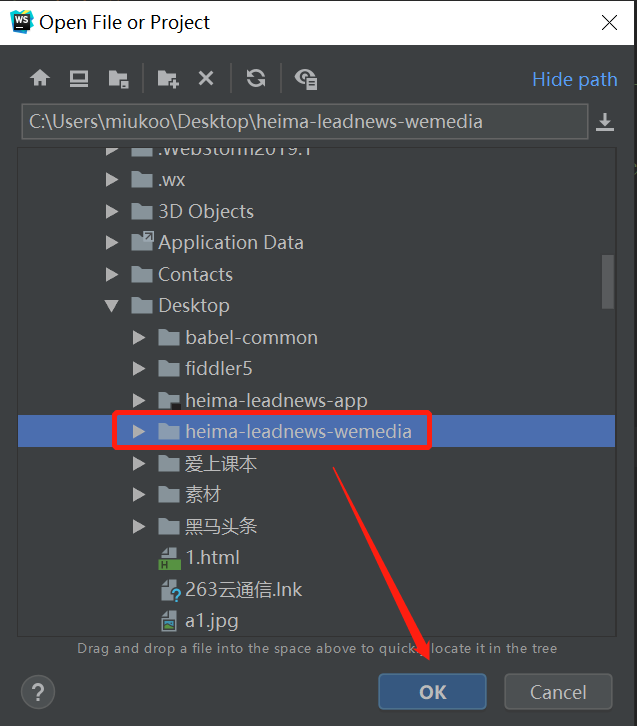 WS
Open File or Project
Hide path
C:\Users\miukoo\Desktop\heima-leadnews-wemedia
.WebStorm2019.1
.wx
3D Objects
Application Data
Contacts
Desktop
babel-common
fiddler5
heima-leadnews-app
heima-leadnews-wemedia
爱上课本
素材
黑马头条
H
1.html
?
263云通信.lnk
a1.jpg
Drag and drop a file into the space above to quickly locate it in the tree
?
OK
Cancel